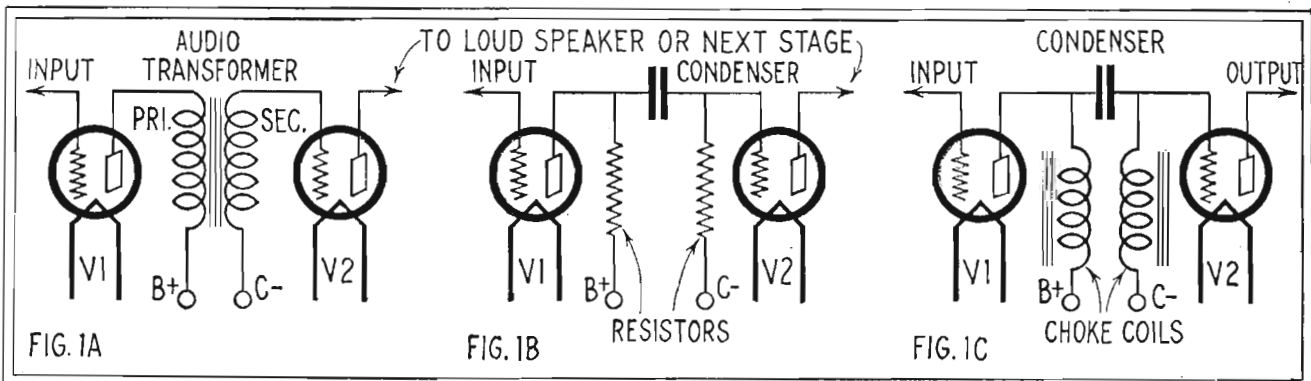 AUDIO
TRANSFORMER
INPUT
PRI.
SEC.
V1
V2
B+
C-
FIG. 1A
TO LOUD SPEAKER OR NEXT STAGE
INPUT
CONDENSER
V1
V2
B+
C-
RESISTORS
FIG. 1B
CONDENSER
INPUT
OUTPUT
V1
V2
B+
C-
CHOKE COILS
FIG. 1C